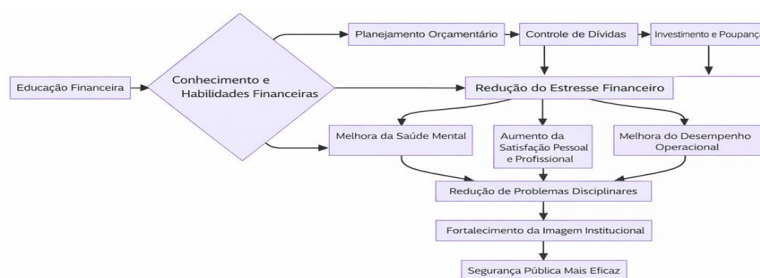 Planejamento Orçamentário
Controle de Dívidas
Investimento e Poupança
Educação Financeira
Conhecimento e
Habilidades Financeiras
Redução do Estresse Financeiro
Melhora da Saúde Mental
Aumento da
Satisfação Pessoal
e Profissional
Melhora do Desempenho
Operacional
Redução de Problemas Disciplinares
Fortalecimento da Imagem Institucional
Segurança Pública Mais Eficaz